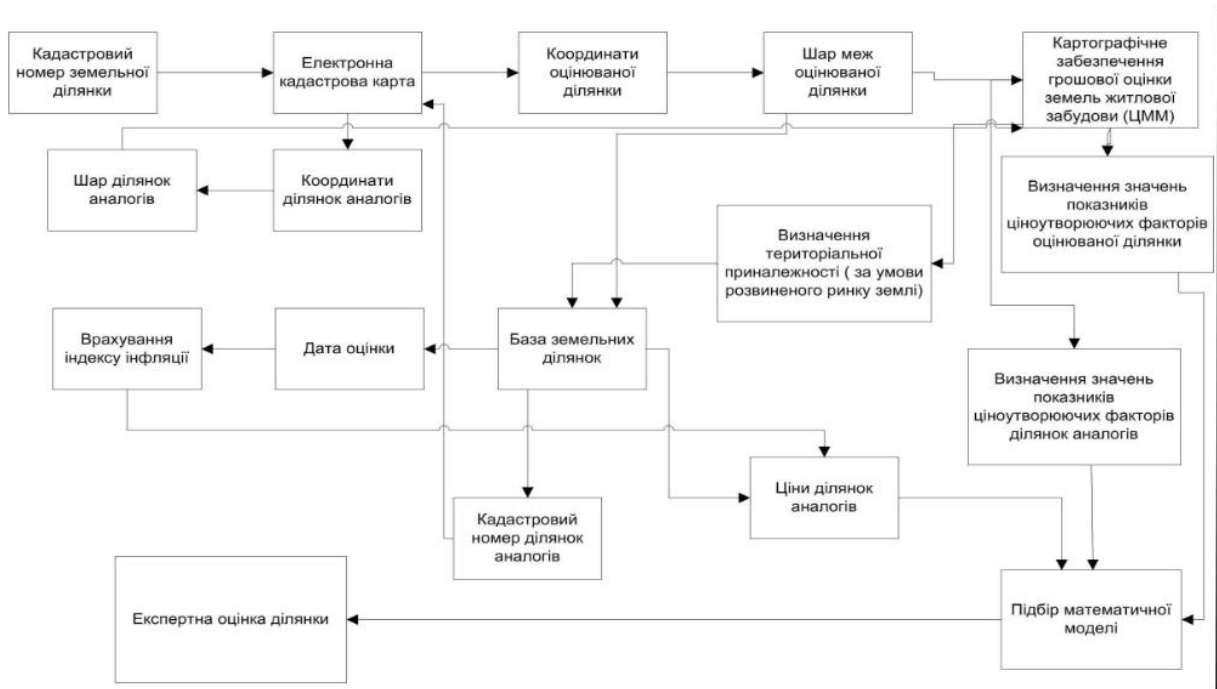 Кадастровий
номер земельної
ділянки
Електронна
кадастрова карта
Координати
оцінюваної
ділянки
Шар меж
оцінюваної
ділянки
Картографічне
забезпечення
грошової оцінки
земель житлової
забудови (ЦММ)
Шар ділянок
аналогів
Координати
ділянок аналогів
Визначення значень
показників
ціноутворюючих факторів
оцінюваної ділянки
Визначення
територіальної
приналежності ( за умови
розвиненого ринку землі)
Врахування
індексу інфляції
Дата оцінки
База земельних
ділянок
Визначення значень
показників
ціноутворюючих факторів
ділянок аналогів
Ціни ділянок
аналогів
Кадастровий
номер ділянок
аналогів
Експертна оцінка ділянки
Підбір математичної
моделі